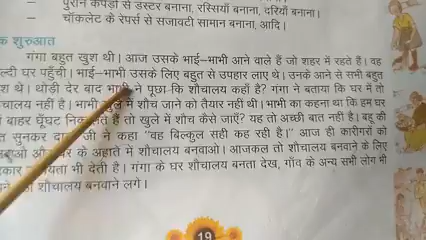 पुराने कपड़ों से डस्टर बनाना, रस्सियाँ बनाना, दरियाँ बनाना।
चॉकलेट के रेपर्स से सजावटी सामान बनाना, आदि।
क शुरुआत
गंगा बहुत खुश थी। आज उसके भाई–भाभी आने वाले हैं जो शहर में रहते हैं। वह
ल्दी घर पहुँची। भाई–भाभी उसके लिए बहुत से उपहार लाए थे। उनके आने से सभी बहुत
श थे। थोड़ी देर बाद ने पूछा–कि शौचालय कहाँ है? गंगा ने बताया कि घर में तो
चालय नहीं है। भाभी में शौच जाने को तैयार नहीं थी। भाभी का कहना था कि हम घर
बाहर घूँघट हैं तो खुले में शौच कैसे जाएँ? यह तो अच्छी बात नहीं है। बहू की
त सुनकर जी ने कहा "वह बिल्कुल सही कह रही है।" आज ही कारीगरों को
के अहाते में शौचालय बनवाओ। आजकल तो शौचालय बनवाने के लिए
रकार भी देती है। गंगा के घर शौचालय बनता देख, गाँव के अन्य सभी लोग भी
शौचालय बनवाने लगे।
19